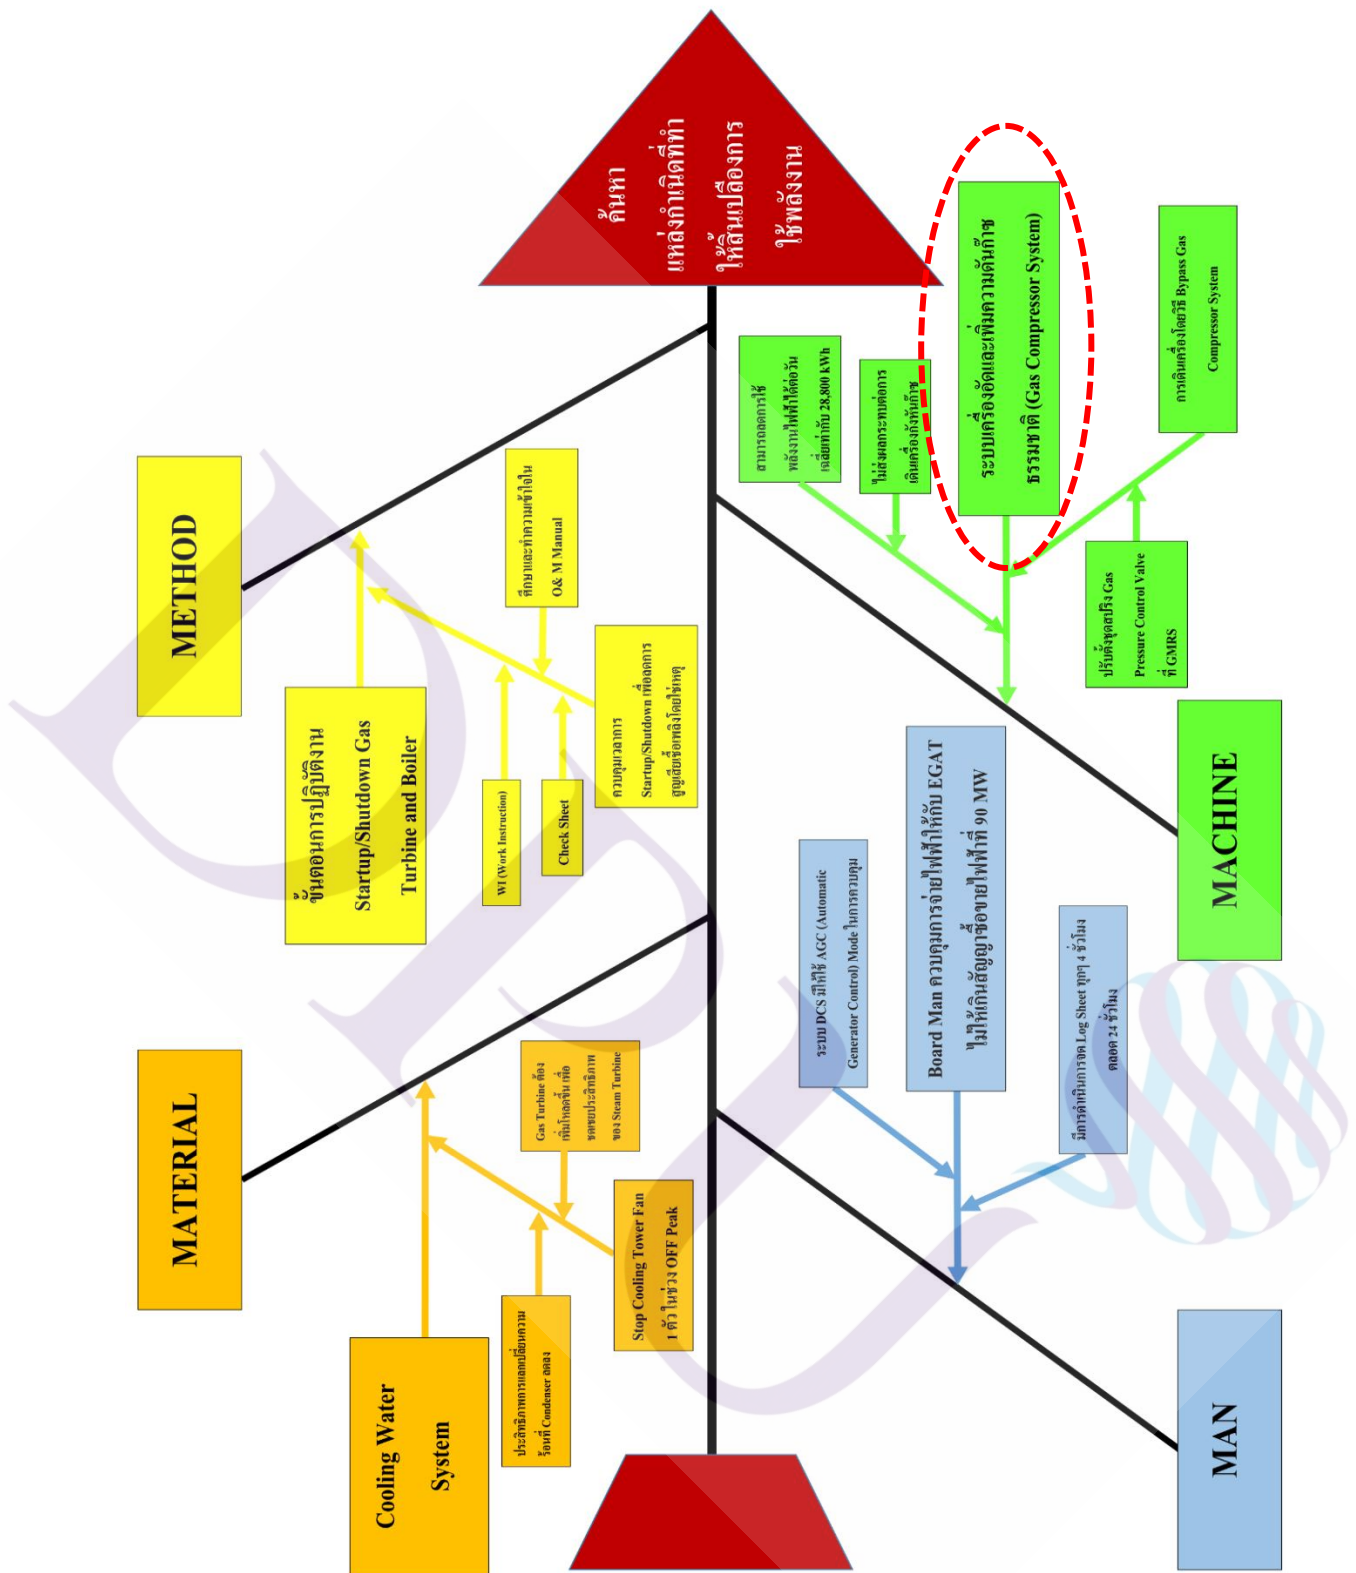 MATERIAL
METHOD
Cooling Water
System
ขั้นตอนการปฏิบัติงาน
Startup/Shutdown Gas
Turbine and Boiler
ประสิทธิภาพการแลกเปลี่ยนความ
ร้อนที่ Condenser ลดลง
Gas Turbine ต้อง
เพิ่มโหลดขึ้น เพื่อ
ชดเชยประสิทธิภาพ
ของ Steam Turbine
Stop Cooling Tower Fan
1 ตัว ในช่วง OFF Peak
WI (Work Instruction)
Check Sheet
ศึกษาและทำความเข้าใจใน
O& M Manual
ควบคุมเวลาการ
Startup/Shutdown เพื่อลดการ
สูญเสียเชื้อเพลิงโดยใช่เหตุ
ค้นหา
แหล่งกำเนิดที่ทำ
ให้สิ้นเปลืองการ
ใช้พลังงาน
ระบบ DCS มีให้ใช้ AGC (Automatic
Generator Control) Mode ในการควบคุม
Board Man ควบคุมการจ่ายไฟฟ้าให้กับ EGAT
ไม่ให้เกินสัญญาซื้อขายไฟฟ้าที่ 90 MW
มีการดำเนินการจด Log Sheet ทุกๆ 4 ชั่วโมง
ตลอด 24 ชั่วโมง
สามารถลดการใช้
พลังงานไฟฟ้าได้ต่อวัน
เฉลี่ยเท่ากับ 28,800 kWh
ไม่ส่งผลกระทบต่อการ
เดินเครื่องกังหันก๊าซ
ระบบเครื่องอัดและเพิ่มความดันก๊าซ
ธรรมชาติ (Gas Compressor System)
ปรับตั้งชุดสปริง Gas
Pressure Control Valve
ที่ GMRS
การเดินเครื่องโดยวิธี Bypass Gas
Compressor System
MAN
MACHINE